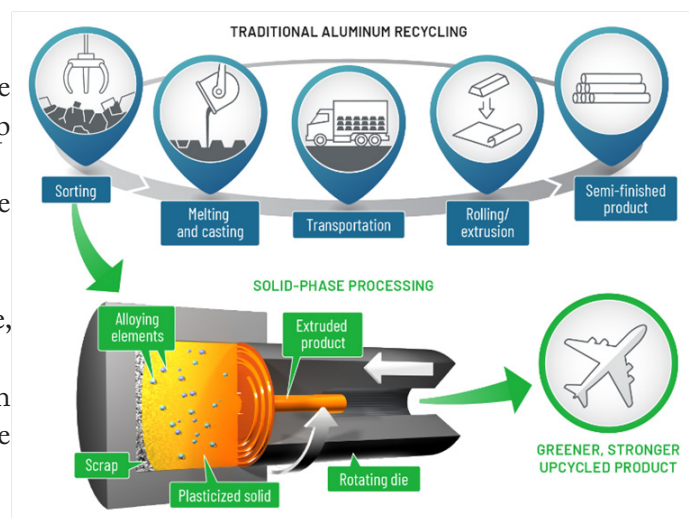 TRADITIONAL ALUMINUM RECYCLING
e
p
e
e,
n
e
Sorting
Melting
and casting
Transportation
Rolling/
extrusion
Semi-finished
product
SOLID-PHASE PROCESSING
Alloying
elements
Extruded
product
Scrap
Plasticized solid
Rotating die
GREENER, STRONGER
UPCYCLED PRODUCT